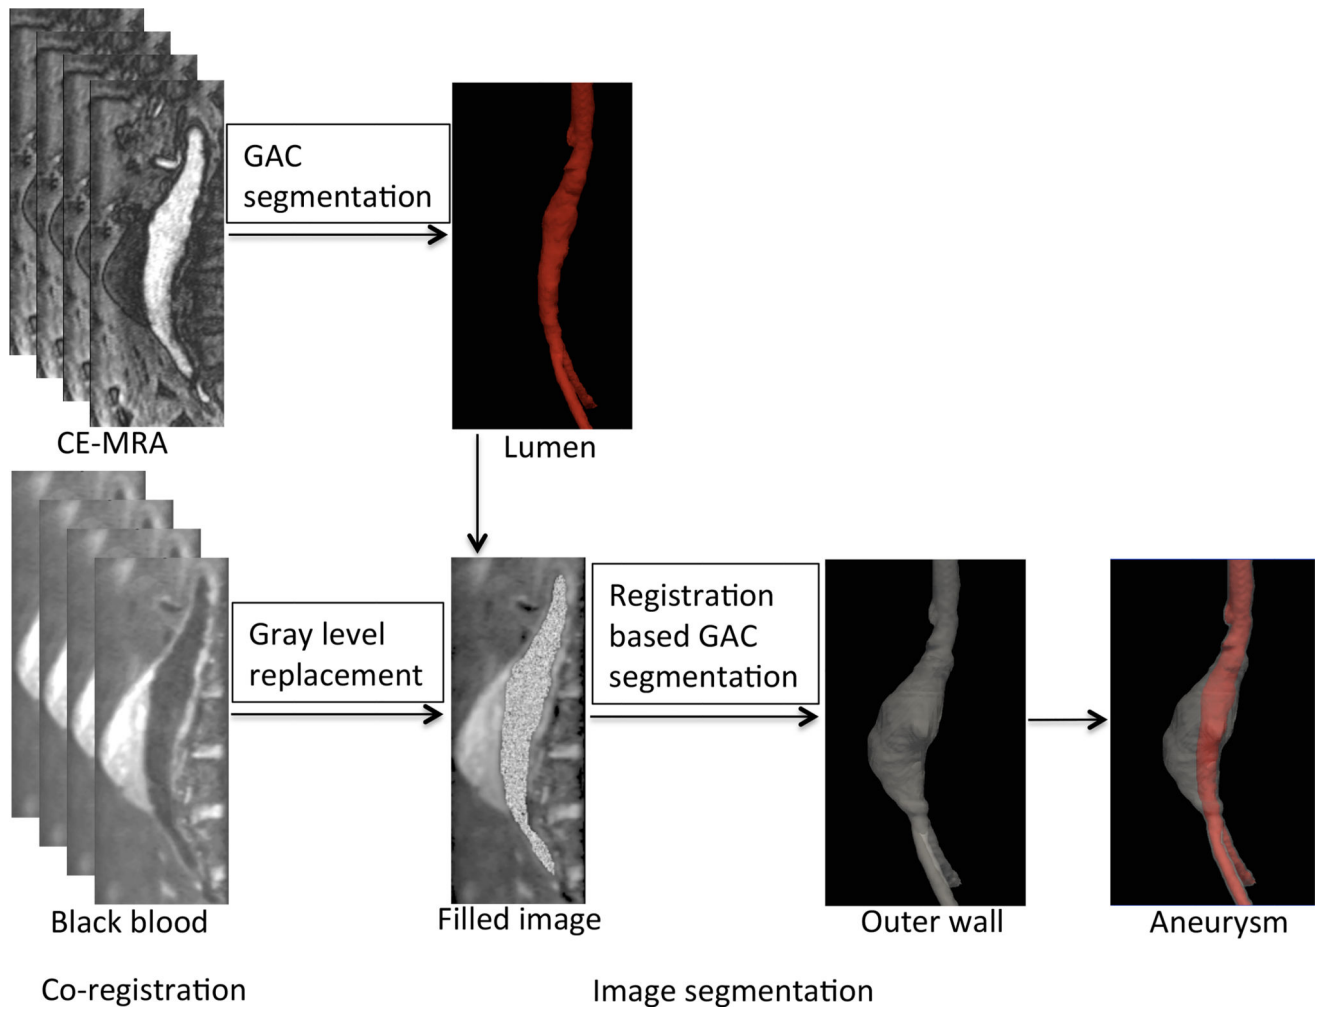 GAC
segmentation
CE-MRA
Lumen
Gray level
replacement
Registration
based GAC
segmentation
Black blood
Filled image
Outer wall
Aneurysm
Co-registration
Image segmentation